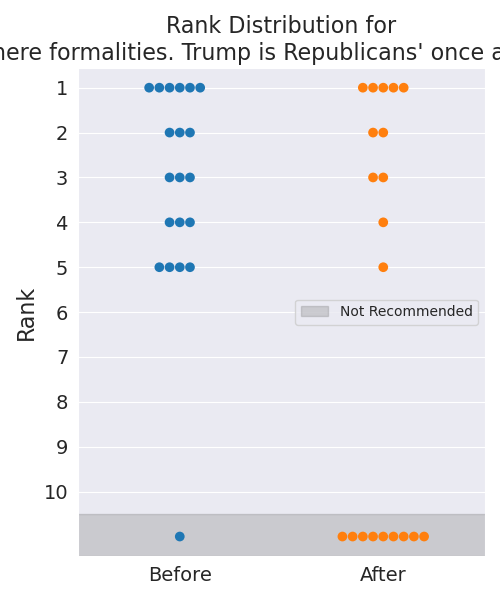 Rank Distribution for
here formalities. Trump is Republicans' once a
1
2
3
4
5
6
7
8
9
10
Rank
Not Recommended
Before
After